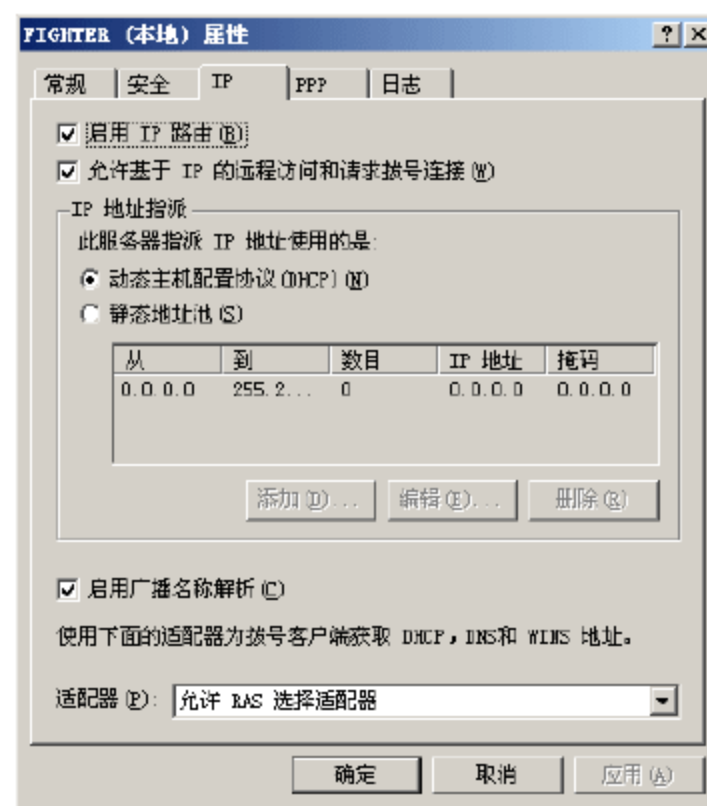 FIGHTER (本地) 属性
常规 安全 IP PPP 日志
启用 IP 路由(R)
允许基于 IP 的远程访问和请求拨号连接(W)
IP 地址指派
此服务器指派 IP 地址使用的是:
动态主机配置协议(DHCP)(N)
静态地址池(S)
从 到 数目 IP 地址 掩码
0.0.0.0 255.2... 0 0.0.0.0 0.0.0.0
添加(D)... 编辑(E)... 删除(R)
启用广播名称解析(C)
使用下面的适配器为拨号客户端获取 DHCP,DNS和 WINS 地址。
适配器(P): 允许 RAS 选择适配器
确定 取消 应用(A)